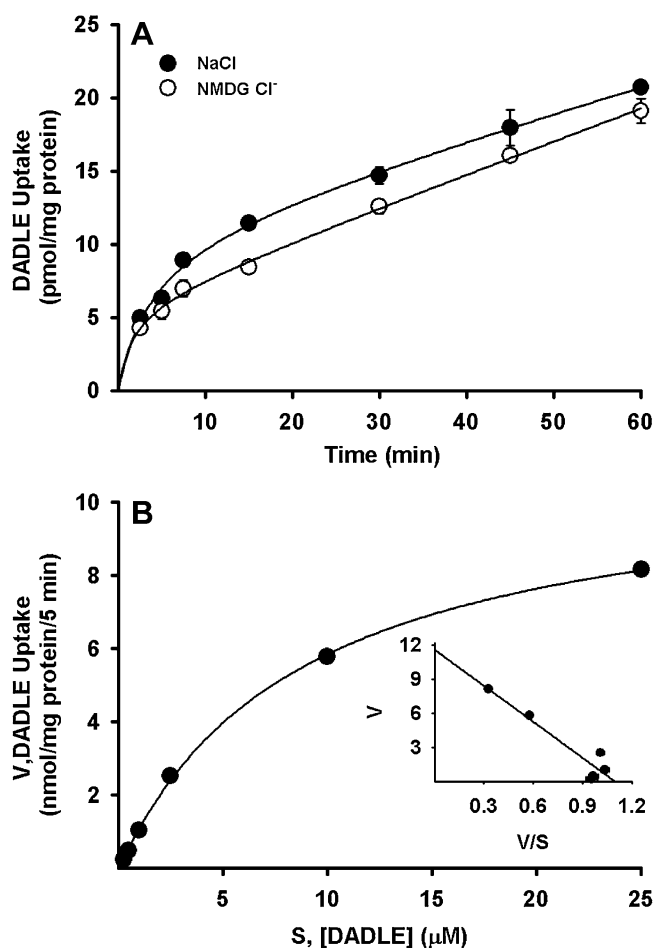 A
NaCl
NMDG Cl⁻
25
20
15
10
5
0
DADLE Uptake
(pmol/mg protein)
10 20 30 40 50 60
Time (min)
B
10
8
6
4
2
V,DADLE Uptake
(nmol/mg protein/5 min)
12
9
6
3
V
0.3 0.6 0.9 1.2
V/S
5 10 15 20 25
S, [DADLE] (μM)